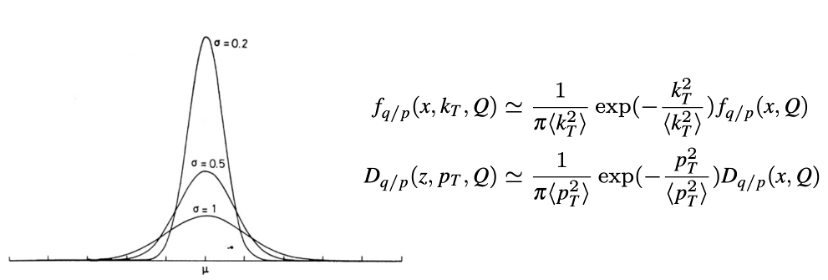 σ = 0.2
σ = 0.5
σ = 1
μ
f_{q/p}(x, k_T, Q) ≃ \frac{1}{π⟨k_T^2⟩} exp(−\frac{k_T^2}{⟨k_T^2⟩}) f_{q/p}(x, Q)
D_{q/p}(z, p_T, Q) ≃ \frac{1}{π⟨p_T^2⟩} exp(−\frac{p_T^2}{⟨p_T^2⟩}) D_{q/p}(x, Q)